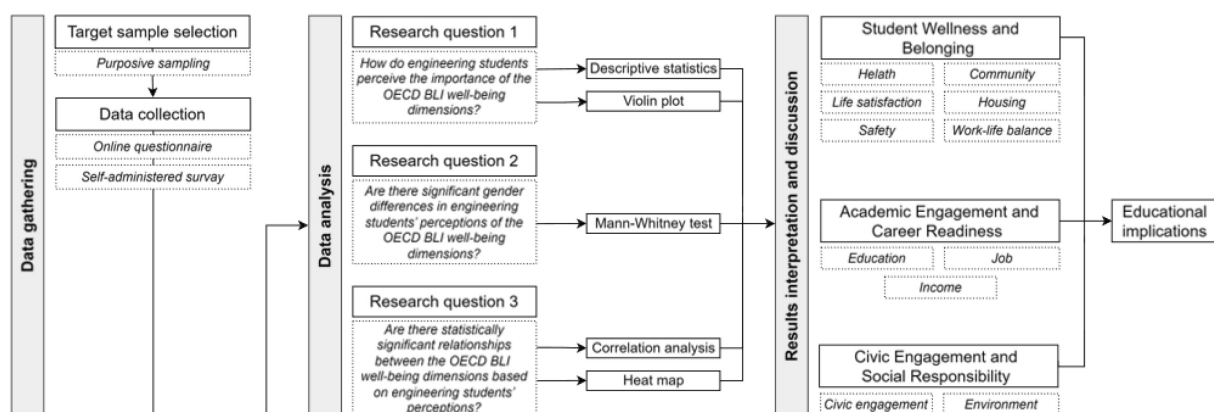 Data gathering
Target sample selection
Purposive sampling
Data collection
Online questionnaire
Self-administered survay
Data analysis
Research question 1
How do engineering students
perceive the importance of the
OECD BLI well-being
dimensions?
Descriptive statistics
Violin plot
Research question 2
Are there significant gender
differences in engineering
students' perceptions of the
OECD BLI well-being
dimensions?
Mann-Whitney test
Research question 3
Are there statistically
significant relationships
between the OECD BLI
well-being dimensions based
on engineering students'
perceptions?
Correlation analysis
Heat map
Results interpretation and discussion
Student Wellness and
Belonging
Helath
Community
Life satisfaction
Housing
Safety
Work-life balance
Academic Engagement and
Career Readiness
Education
Job
Income
Civic Engagement and
Social Responsibility
Civic engagement
Environment
Educational
implications